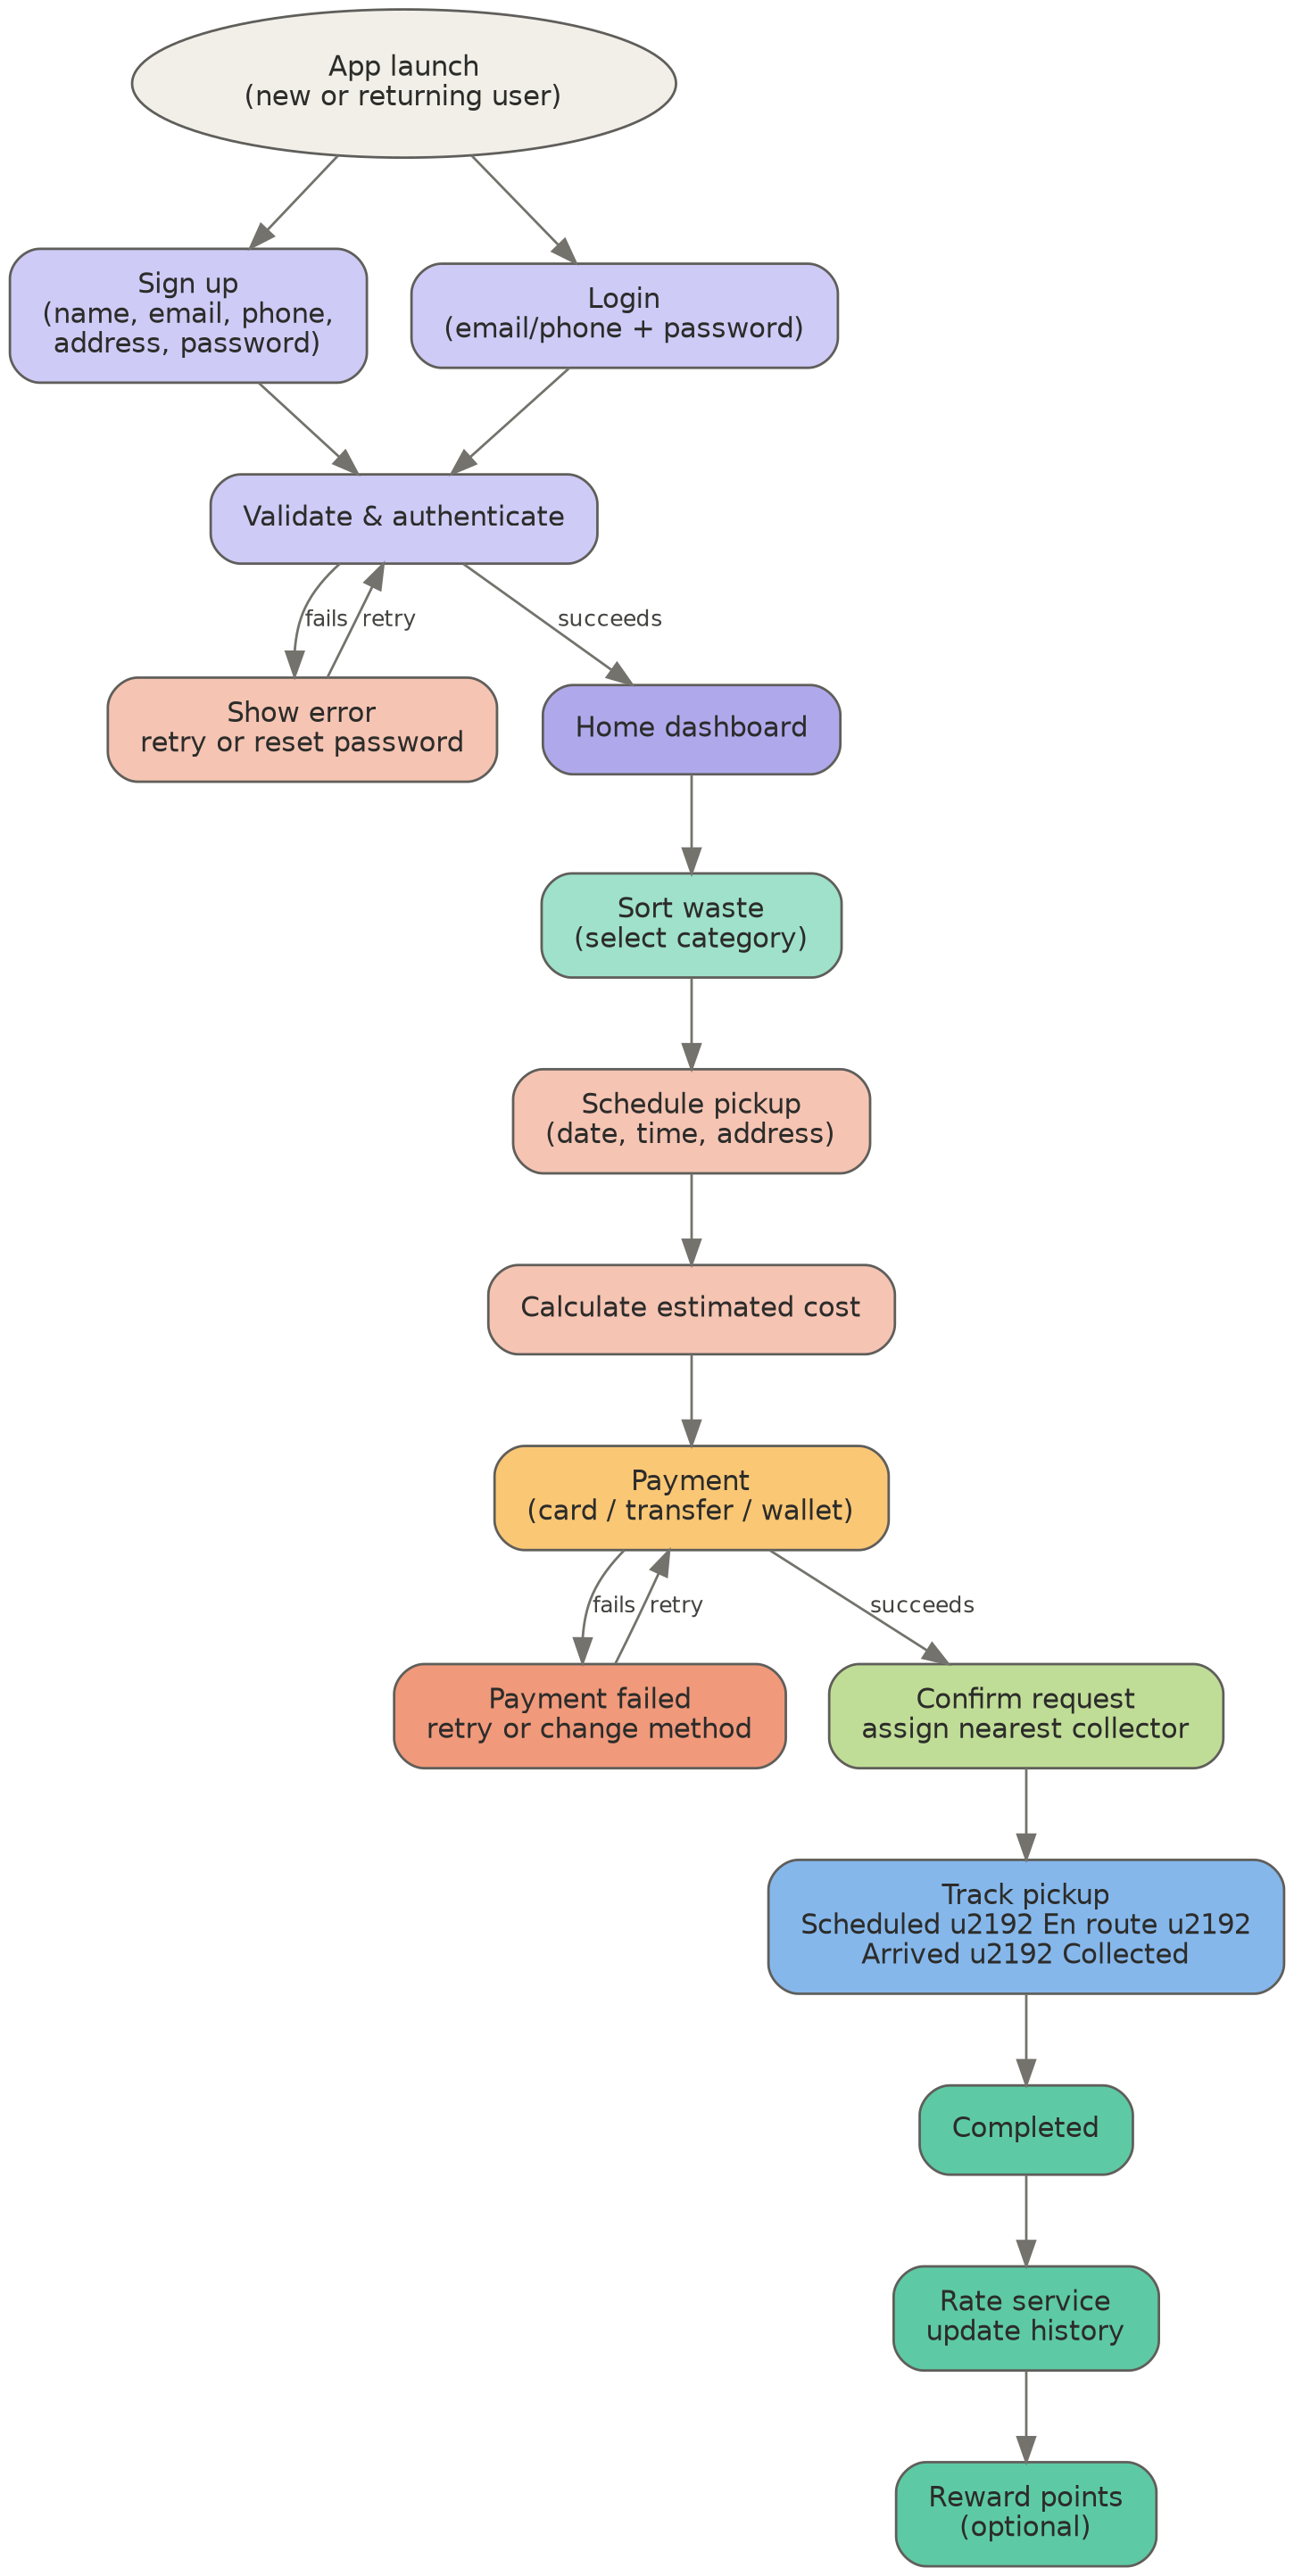 App launch
(new or returning user)
Sign up
(name, email, phone,
address, password)
Login
(email/phone + password)
Validate & authenticate
fails
retry
succeeds
Show error
retry or reset password
Home dashboard
Sort waste
(select category)
Schedule pickup
(date, time, address)
Calculate estimated cost
Payment
(card / transfer / wallet)
fails
retry
succeeds
Payment failed
retry or change method
Confirm request
assign nearest collector
Track pickup
Scheduled u2192 En route u2192
Arrived u2192 Collected
Completed
Rate service
update history
Reward points
(optional)